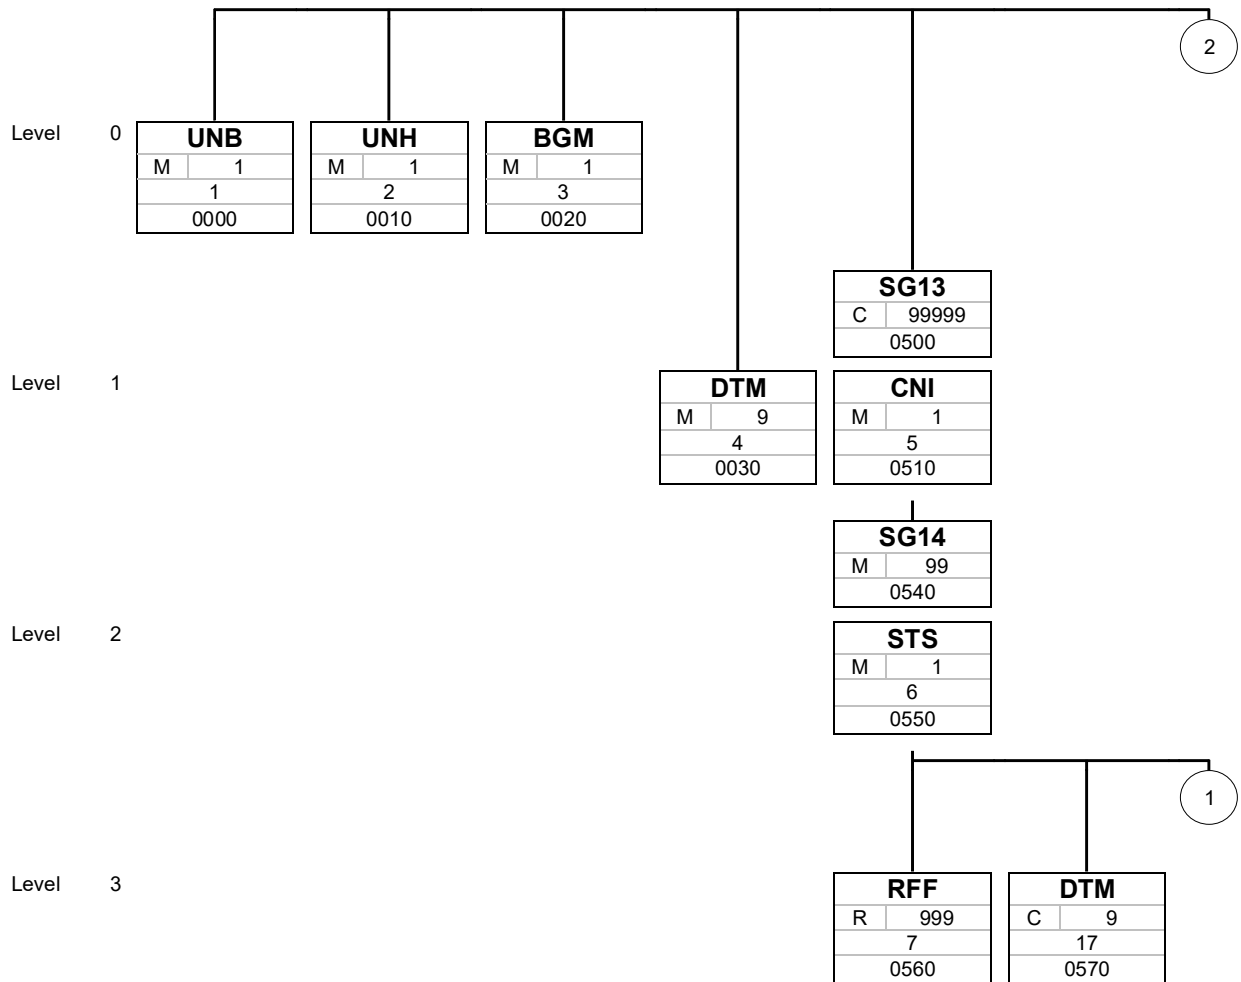 2
Level 0
UNB
M 1
1
0000
UNH
M 1
2
0010
BGM
M 1
3
0020
SG13
C 99999
0500
Level 1
DTM
M 9
4
0030
CNI
M 1
5
0510
SG14
M 99
0540
Level 2
STS
M 1
6
0550
1
Level 3
RFF
R 999
7
0560
DTM
C 9
17
0570